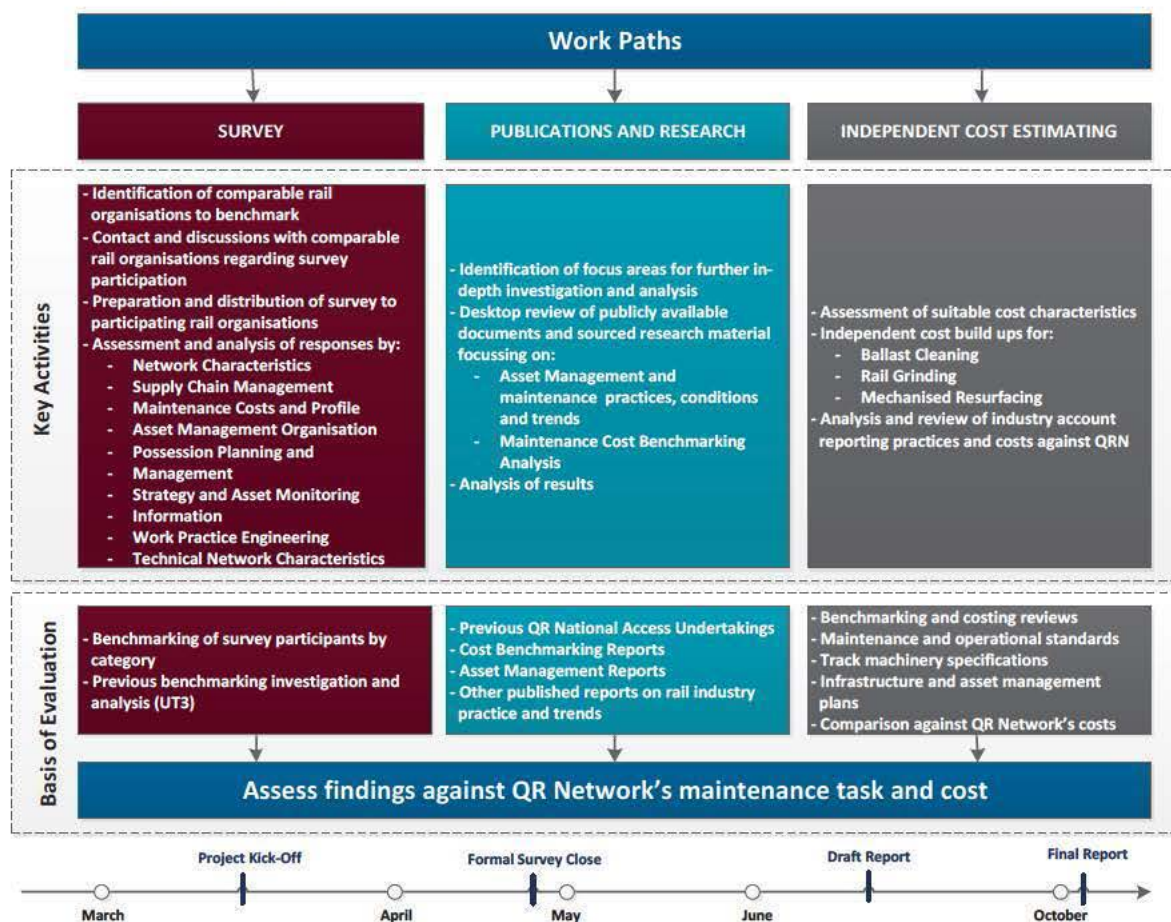 Work Paths
SURVEY
PUBLICATIONS AND RESEARCH
INDEPENDENT COST ESTIMATING
Key Activities
- Identification of comparable rail
organisations to benchmark
- Contact and discussions with comparable
rail organisations regarding survey
participation
- Preparation and distribution of survey to
participating rail organisations
- Assessment and analysis of responses by:
- Network Characteristics
- Supply Chain Management
- Maintenance Costs and Profile
- Asset Management Organisation
- Possession Planning and
- Management
- Strategy and Asset Monitoring
- Information
- Work Practice Engineering
- Technical Network Characteristics
- Identification of focus areas for further in-
depth investigation and analysis
- Desktop review of publicly available
documents and sourced research material
focussing on:
- Asset Management and
maintenance practices, conditions
and trends
- Maintenance Cost Benchmarking
Analysis
- Analysis of results
- Assessment of suitable cost characteristics
- Independent cost build ups for:
- Ballast Cleaning
- Rail Grinding
- Mechanised Resurfacing
- Analysis and review of industry account
reporting practices and costs against QRN
Basis of Evaluation
- Benchmarking of survey participants by
category
- Previous benchmarking investigation and
analysis (UT3)
- Previous QR National Access Undertakings
- Cost Benchmarking Reports
- Asset Management Reports
- Other published reports on rail industry
practice and trends
- Benchmarking and costing reviews
- Maintenance and operational standards
- Track machinery specifications
- Infrastructure and asset management
plans
- Comparison against QR Network's costs
Assess findings against QR Network's maintenance task and cost
Project Kick-Off
Formal Survey Close
Draft Report
Final Report
March
April
May
June
October